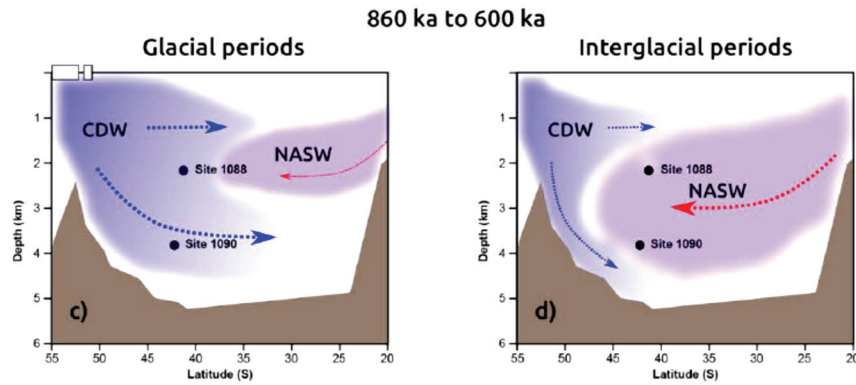 860 ka to 600 ka
Glacial periods
Interglacial periods
1
2
3
4
5
6
Depth (km)
CDW
NASW
Site 1088
Site 1090
c)
55 50 45 40 35 30 25 20
Latitude (S)
1
2
3
4
5
6
Depth (km)
CDW
NASW
Site 1088
Site 1090
d)
55 50 45 40 35 30 25 20
Latitude (S)